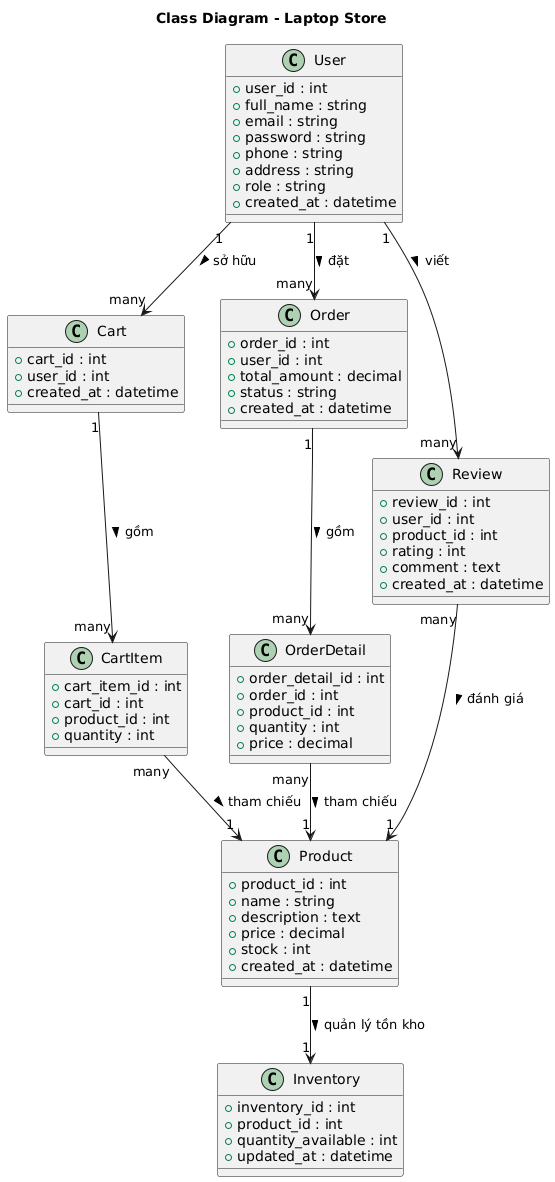 Class Diagram - Laptop Store
C User
user_id : int
full_name : string
email : string
password : string
phone : string
address : string
role : string
created_at : datetime
1
sở hữu
many
1
đặt
many
1
viết
many
C Cart
cart_id : int
user_id : int
created_at : datetime
C Order
order_id : int
user_id : int
total_amount : decimal
status : string
created_at : datetime
C Review
review_id : int
user_id : int
product_id : int
rating : int
comment : text
created_at : datetime
1
gồm
many
1
gồm
many
C CartItem
cart_item_id : int
cart_id : int
product_id : int
quantity : int
C OrderDetail
order_detail_id : int
order_id : int
product_id : int
quantity : int
price : decimal
many
đánh giá
1
many
tham chiếu
1
many
tham chiếu
1
C Product
product_id : int
name : string
description : text
price : decimal
stock : int
created_at : datetime
1
quản lý tồn kho
1
C Inventory
inventory_id : int
product_id : int
quantity_available : int
updated_at : datetime